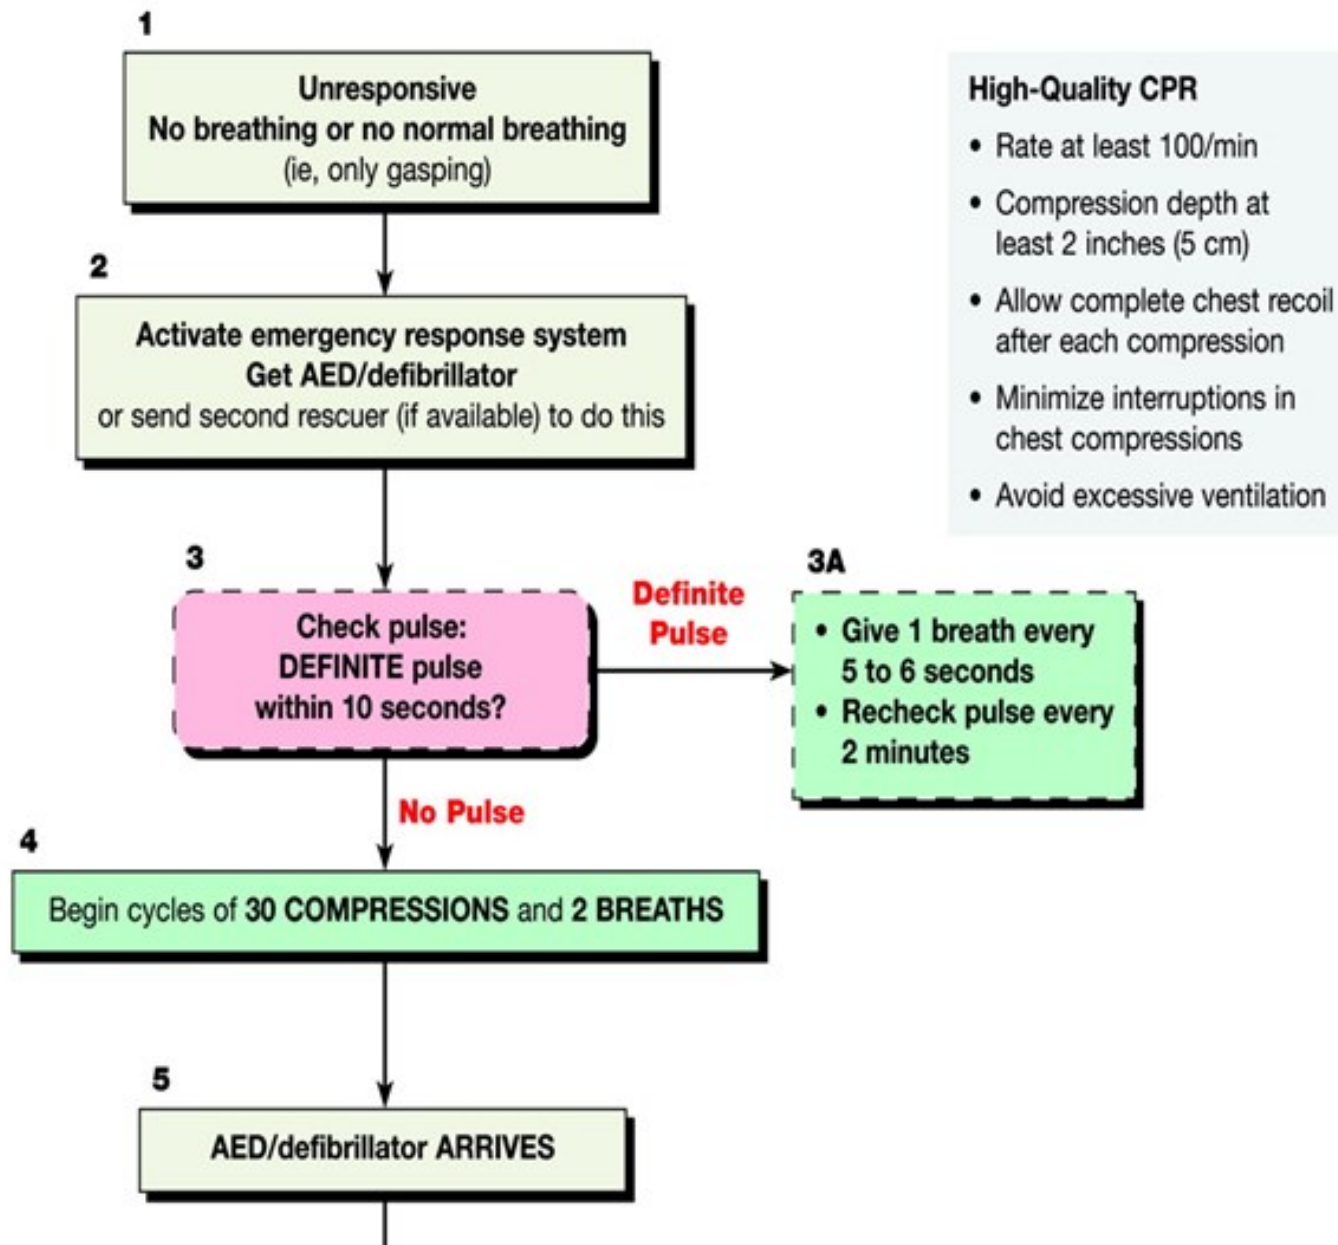 1
Unresponsive
No breathing or no normal breathing
(ie, only gasping)
High-Quality CPR
• Rate at least 100/min
• Compression depth at
least 2 inches (5 cm)
• Allow complete chest recoil
after each compression
• Minimize interruptions in
chest compressions
• Avoid excessive ventilation
2
Activate emergency response system
Get AED/defibrillator
or send second rescuer (if available) to do this
3
Check pulse:
DEFINITE pulse
within 10 seconds?
Definite
Pulse
3A
• Give 1 breath every
5 to 6 seconds
• Recheck pulse every
2 minutes
No Pulse
4
Begin cycles of 30 COMPRESSIONS and 2 BREATHS
5
AED/defibrillator ARRIVES